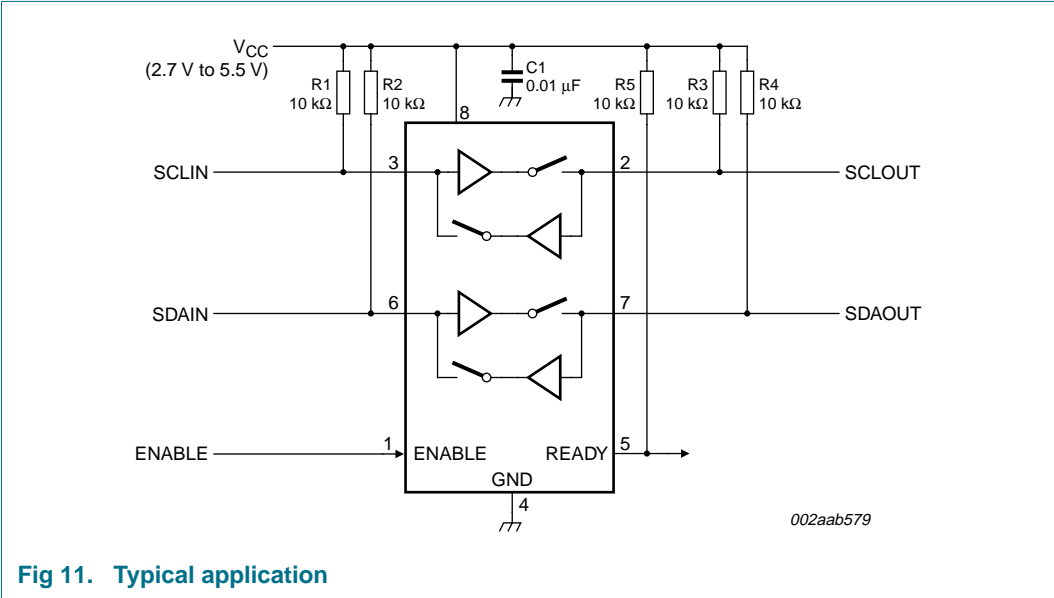 VCC
(2.7 V to 5.5 V)
R1
10 kΩ
R2
10 kΩ
C1
0.01 μF
R5
10 kΩ
R3
10 kΩ
R4
10 kΩ
8
SCLIN
3
2
SCLOUT
SDAIN
6
7
SDAOUT
ENABLE
1
ENABLE
READY
5
GND
4
002aab579
Fig 11. Typical application